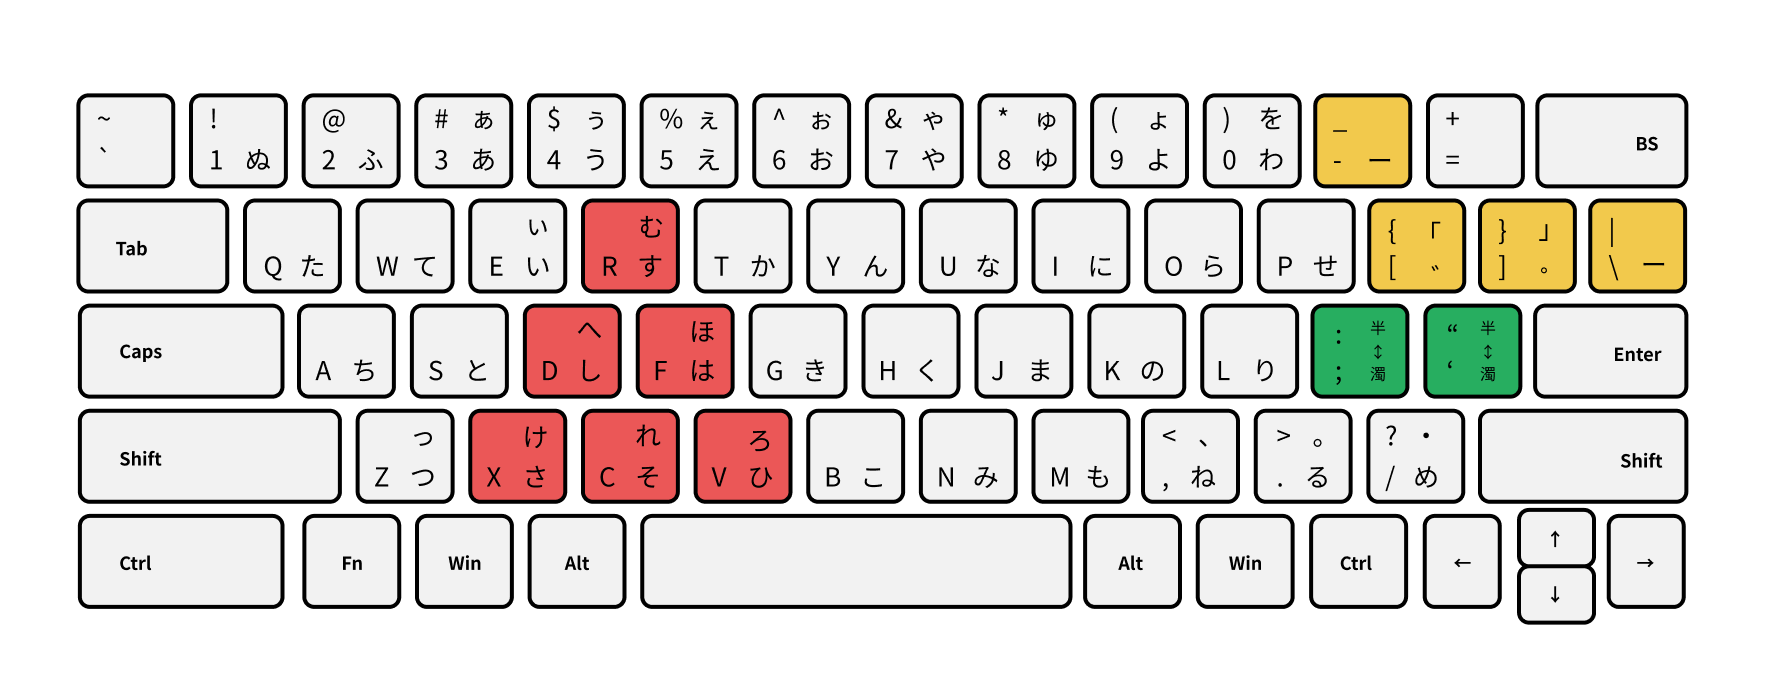 ~ ! @ # ぁ $ ぅ % ぇ ^ ぉ & ゃ * ゅ ( ょ ) を _ +
` 1 ぬ 2 ふ 3 あ 4 う 5 え 6 お 7 や 8 ゆ 9 よ 0 わ - ー = BS
ぃ む { 「 } 」 |
Tab Q た W て E い R す T か Y ん U な I に O ら P せ [ ゛ ] 。 \ ー
へ ほ : 半 “ 半
↕ ↕
Caps A ち S と D し F は G き H く J ま K の L り ; 濁 ‘ 濁 Enter
っ け れ ろ < 、 > 。 ? ・
Shift Z つ X さ C そ V ひ B こ N み M も , ね . る / め Shift
Ctrl Fn Win Alt Alt Win Ctrl ← ↑ ↓ →